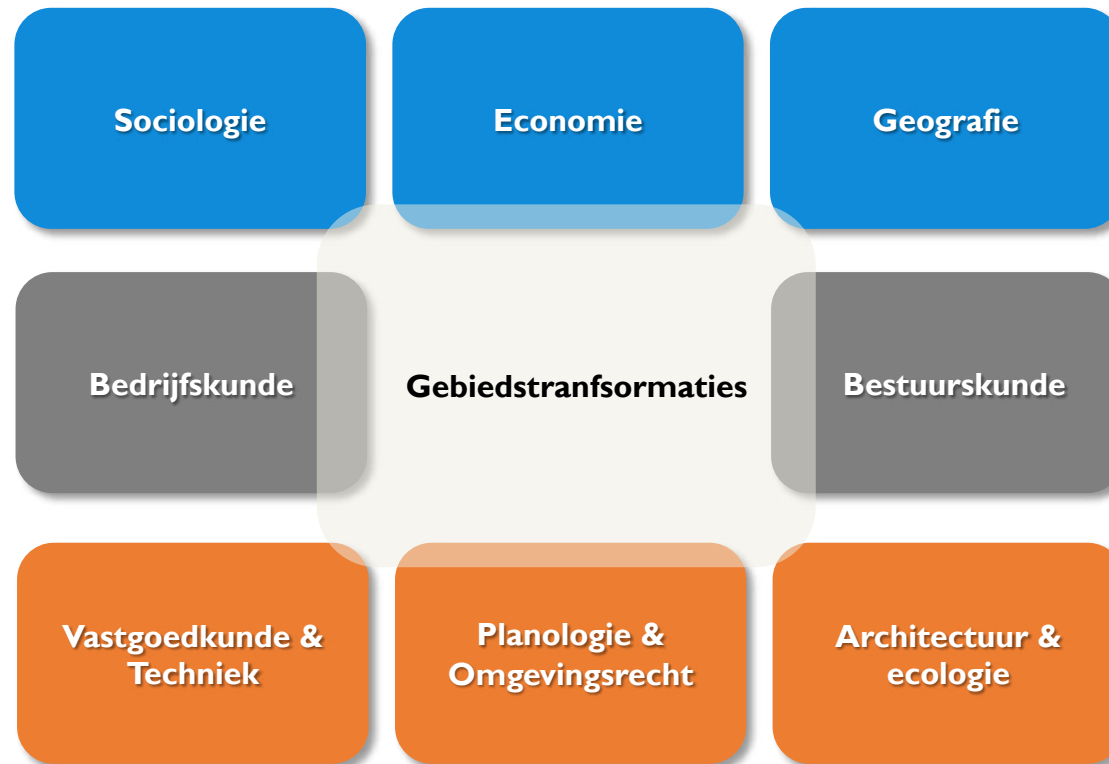 Sociologie
Economie
Geografie
Bedrijfskunde
Gebiedstranfsormaties
Bestuurskunde
Vastgoedkunde &
Techniek
Planologie &
Omgevingsrecht
Architectuur &
ecologie